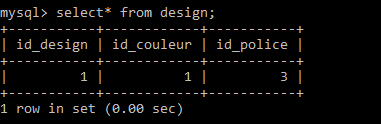 mysql> select* from design;
+-----------+------------+-----------+
| id_design | id_couleur | id_police |
+-----------+------------+-----------+
|         1 |          1 |         3 |
+-----------+------------+-----------+
1 row in set (0.00 sec)